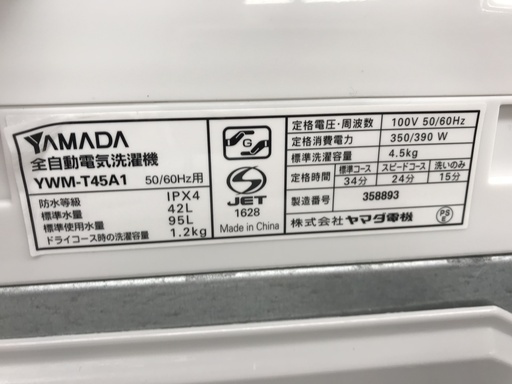 YAMADA
全自動電気洗濯機
YWM-T45A1 50/60Hz用
防水等級 IPX4
標準水量 42L
標準使用水量 95L
ドライコース時の洗濯容量 1.2kg
G
S
JET
1628
Made in China
定格電圧・周波数 100V 50/60Hz
定格消費電力 350/390 W
標準洗濯容量 4.5kg
定格時間 標準コース スピードコース 洗いのみ
34分 24分 15分
製造番号 358893
株式会社ヤマダ電機
PS
E